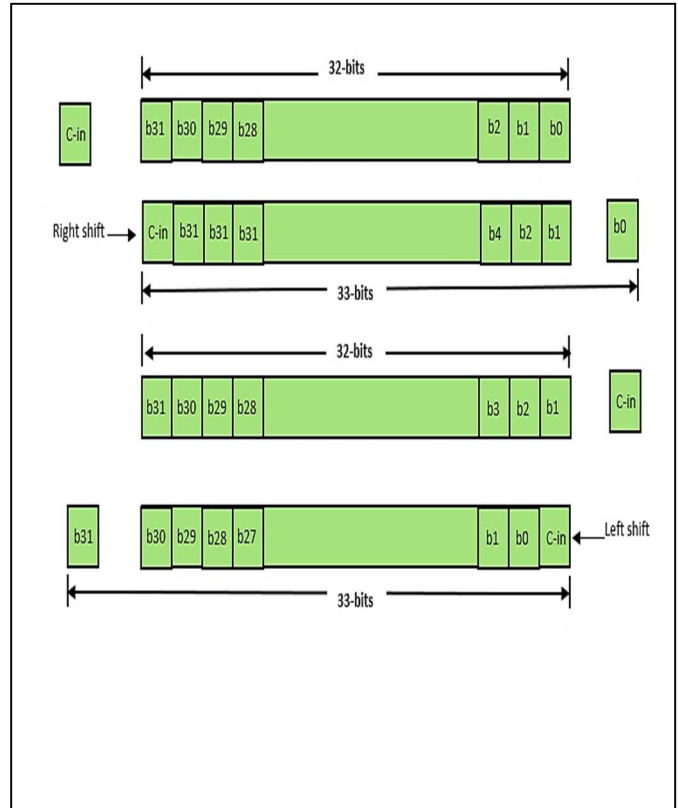 32-bits
C-in b31 b30 b29 b28 b2 b1 b0
Right shift C-in b31 b31 b31 b4 b2 b1 b0
33-bits
32-bits
b31 b30 b29 b28 b3 b2 b1 C-in
b31 b30 b29 b28 b27 b1 b0 C-in Left shift
33-bits